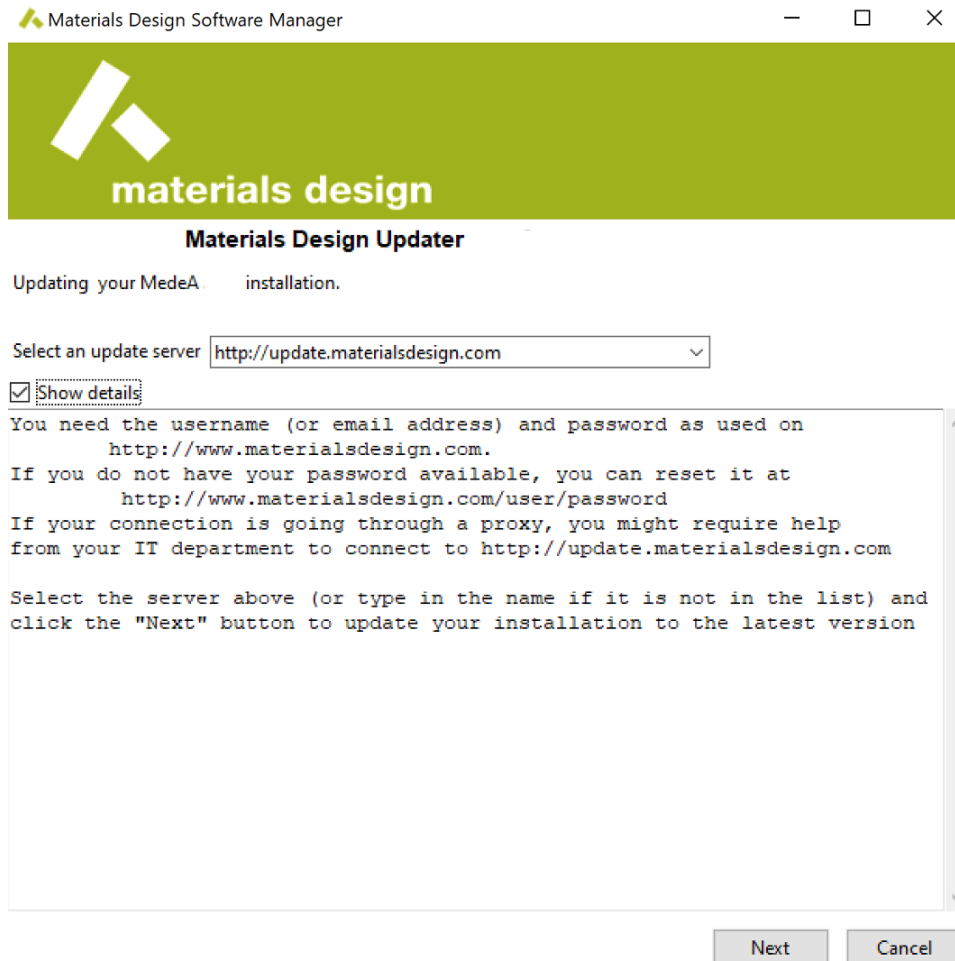 Materials Design Software Manager
materials design
Materials Design Updater
Updating your MedeA installation.
Select an update server http://update.materialsdesign.com
Show details
You need the username (or email address) and password as used on
http://www.materialsdesign.com.
If you do not have your password available, you can reset it at
http://www.materialsdesign.com/user/password
If your connection is going through a proxy, you might require help
from your IT department to connect to http://update.materialsdesign.com
Select the server above (or type in the name if it is not in the list) and
click the "Next" button to update your installation to the latest version
Next Cancel